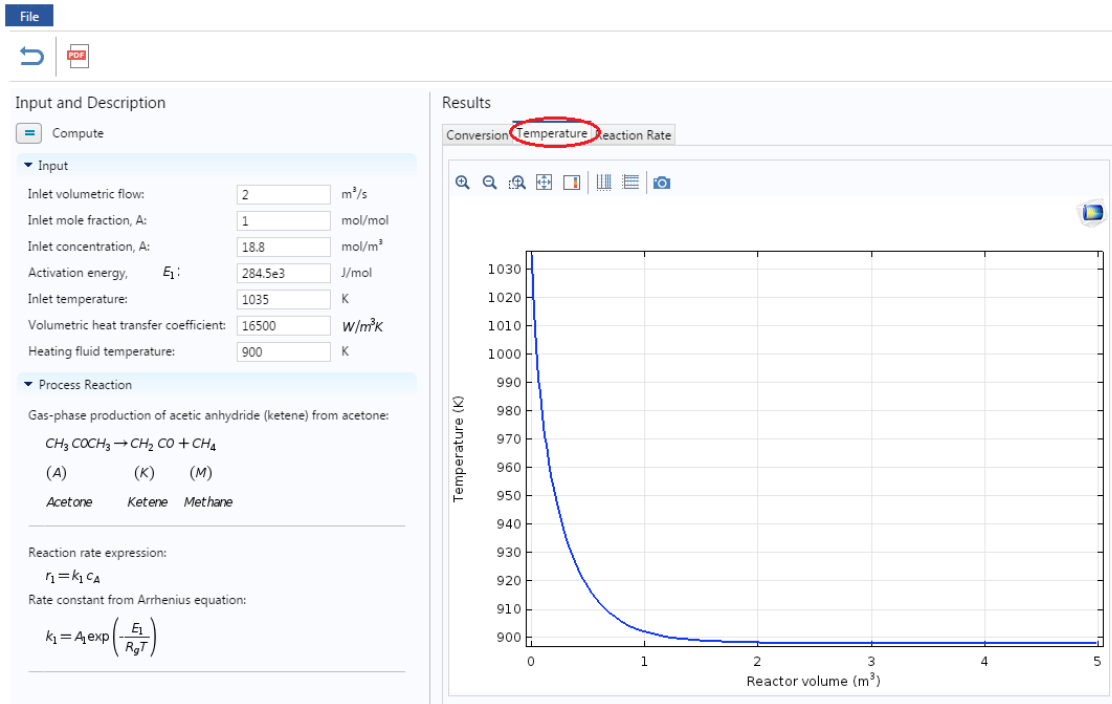 File
PDF
Input and Description
= Compute
Input
Inlet volumetric flow: 2 m³/s
Inlet mole fraction, A: 1 mol/mol
Inlet concentration, A: 18.8 mol/m³
Activation energy, E₁: 284.5e3 J/mol
Inlet temperature: 1035 K
Volumetric heat transfer coefficient: 16500 W/m³K
Heating fluid temperature: 900 K
Process Reaction
Gas-phase production of acetic anhydride (ketene) from acetone:
CH₃ COCH₃ → CH₂ CO + CH₄
(A) (K) (M)
Acetone Ketene Methane
Reaction rate expression:
r₁ = k₁ c_A
Rate constant from Arrhenius equation:
k₁ = A₁ exp(-E₁/(R_g T))
Results
Conversion Temperature Reaction Rate
1030
1020
1010
1000
990
980
970
960
950
940
930
920
910
900
Temperature (K)
0 1 2 3 4 5
Reactor volume (m³)